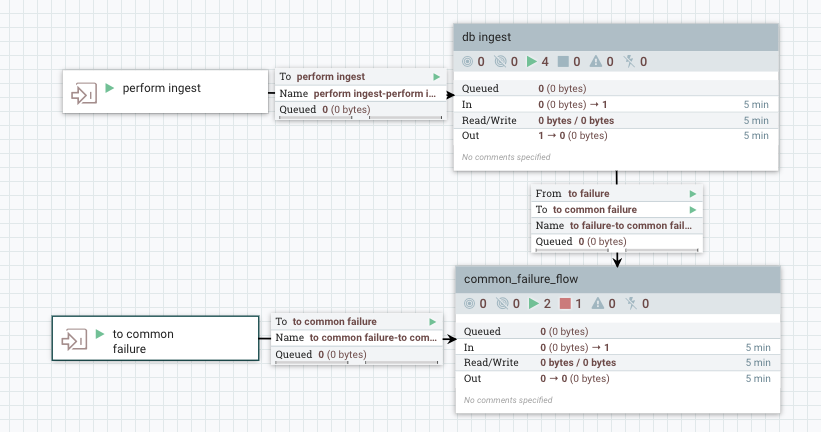 db ingest
0 0 4 0 0 0
perform ingest
To perform ingest
Name perform ingest-perform i...
Queued 0 (0 bytes)
Queued 0 (0 bytes)
In 0 (0 bytes) → 1 5 min
Read/Write 0 bytes / 0 bytes 5 min
Out 1 → 0 (0 bytes) 5 min
No comments specified
From to failure
To to common failure
Name to failure-to common fail...
Queued 0 (0 bytes)
common_failure_flow
0 0 2 1 0 0
to common
failure
To to common failure
Name to common failure-to com...
Queued 0 (0 bytes)
Queued 0 (0 bytes)
In 0 (0 bytes) → 1 5 min
Read/Write 0 bytes / 0 bytes 5 min
Out 0 → 0 (0 bytes) 5 min
No comments specified